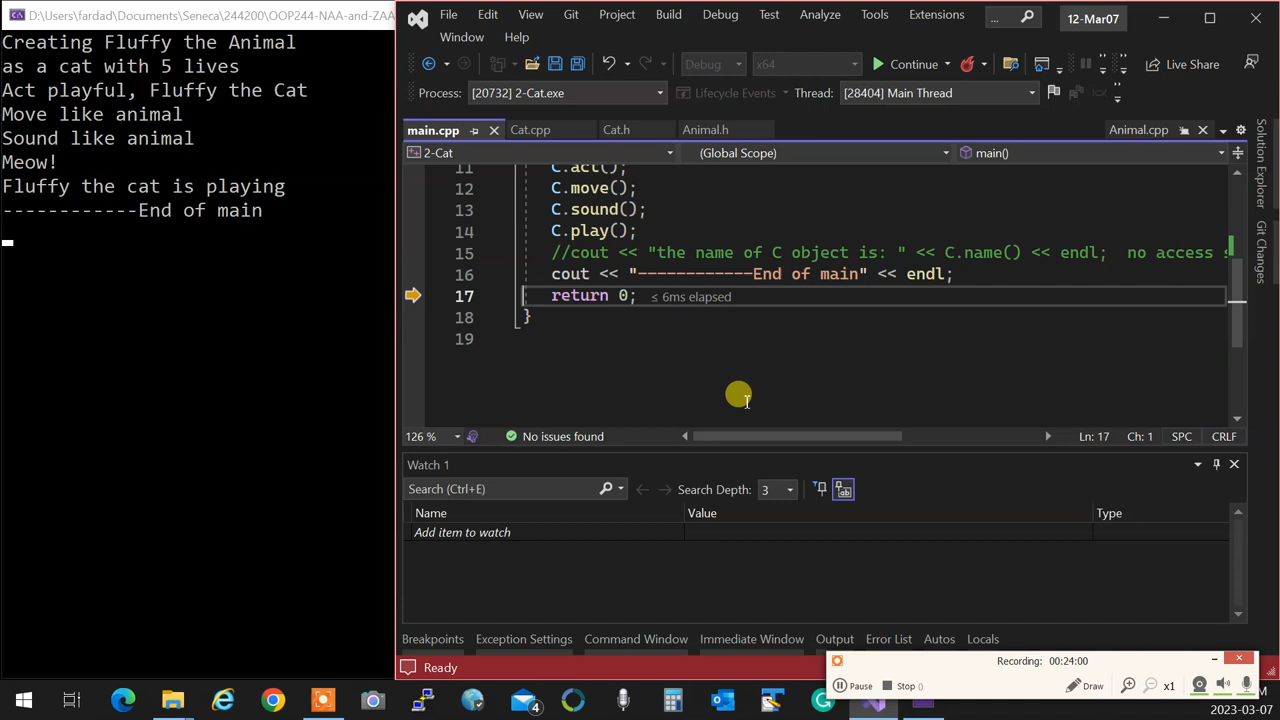 D:\Users\fardad\Documents\Seneca\244200\OOP244-NAA-and-ZAA
Creating Fluffy the Animal
as a cat with 5 lives
Act playful, Fluffy the Cat
Move like animal
Sound like animal
Meow!
Fluffy the cat is playing
------------End of main
File Edit View Git Project Build Debug Test Analyze Tools Extensions ... 12-Mar07
Window Help
Debug x64 Continue Live Share
Process: [20732] 2-Cat.exe Lifecycle Events Thread: [28404] Main Thread
main.cpp Cat.cpp Cat.h Animal.h Animal.cpp
2-Cat (Global Scope) main()
11 C.act();
12 C.move();
13 C.sound();
14 C.play();
15 //cout << "the name of C object is: " << C.name() << endl;  no access s
16 cout << "------------End of main" << endl;
17 return 0; ≤ 6ms elapsed
18 }
19
126 % No issues found Ln: 17 Ch: 1 SPC CRLF
Watch 1
Search (Ctrl+E) Search Depth: 3
Name Value Type
Add item to watch
Breakpoints Exception Settings Command Window Immediate Window Output Error List Autos Locals
Ready
Recording: 00:24:00
Pause Stop () Draw x1
4
M
2023-03-07